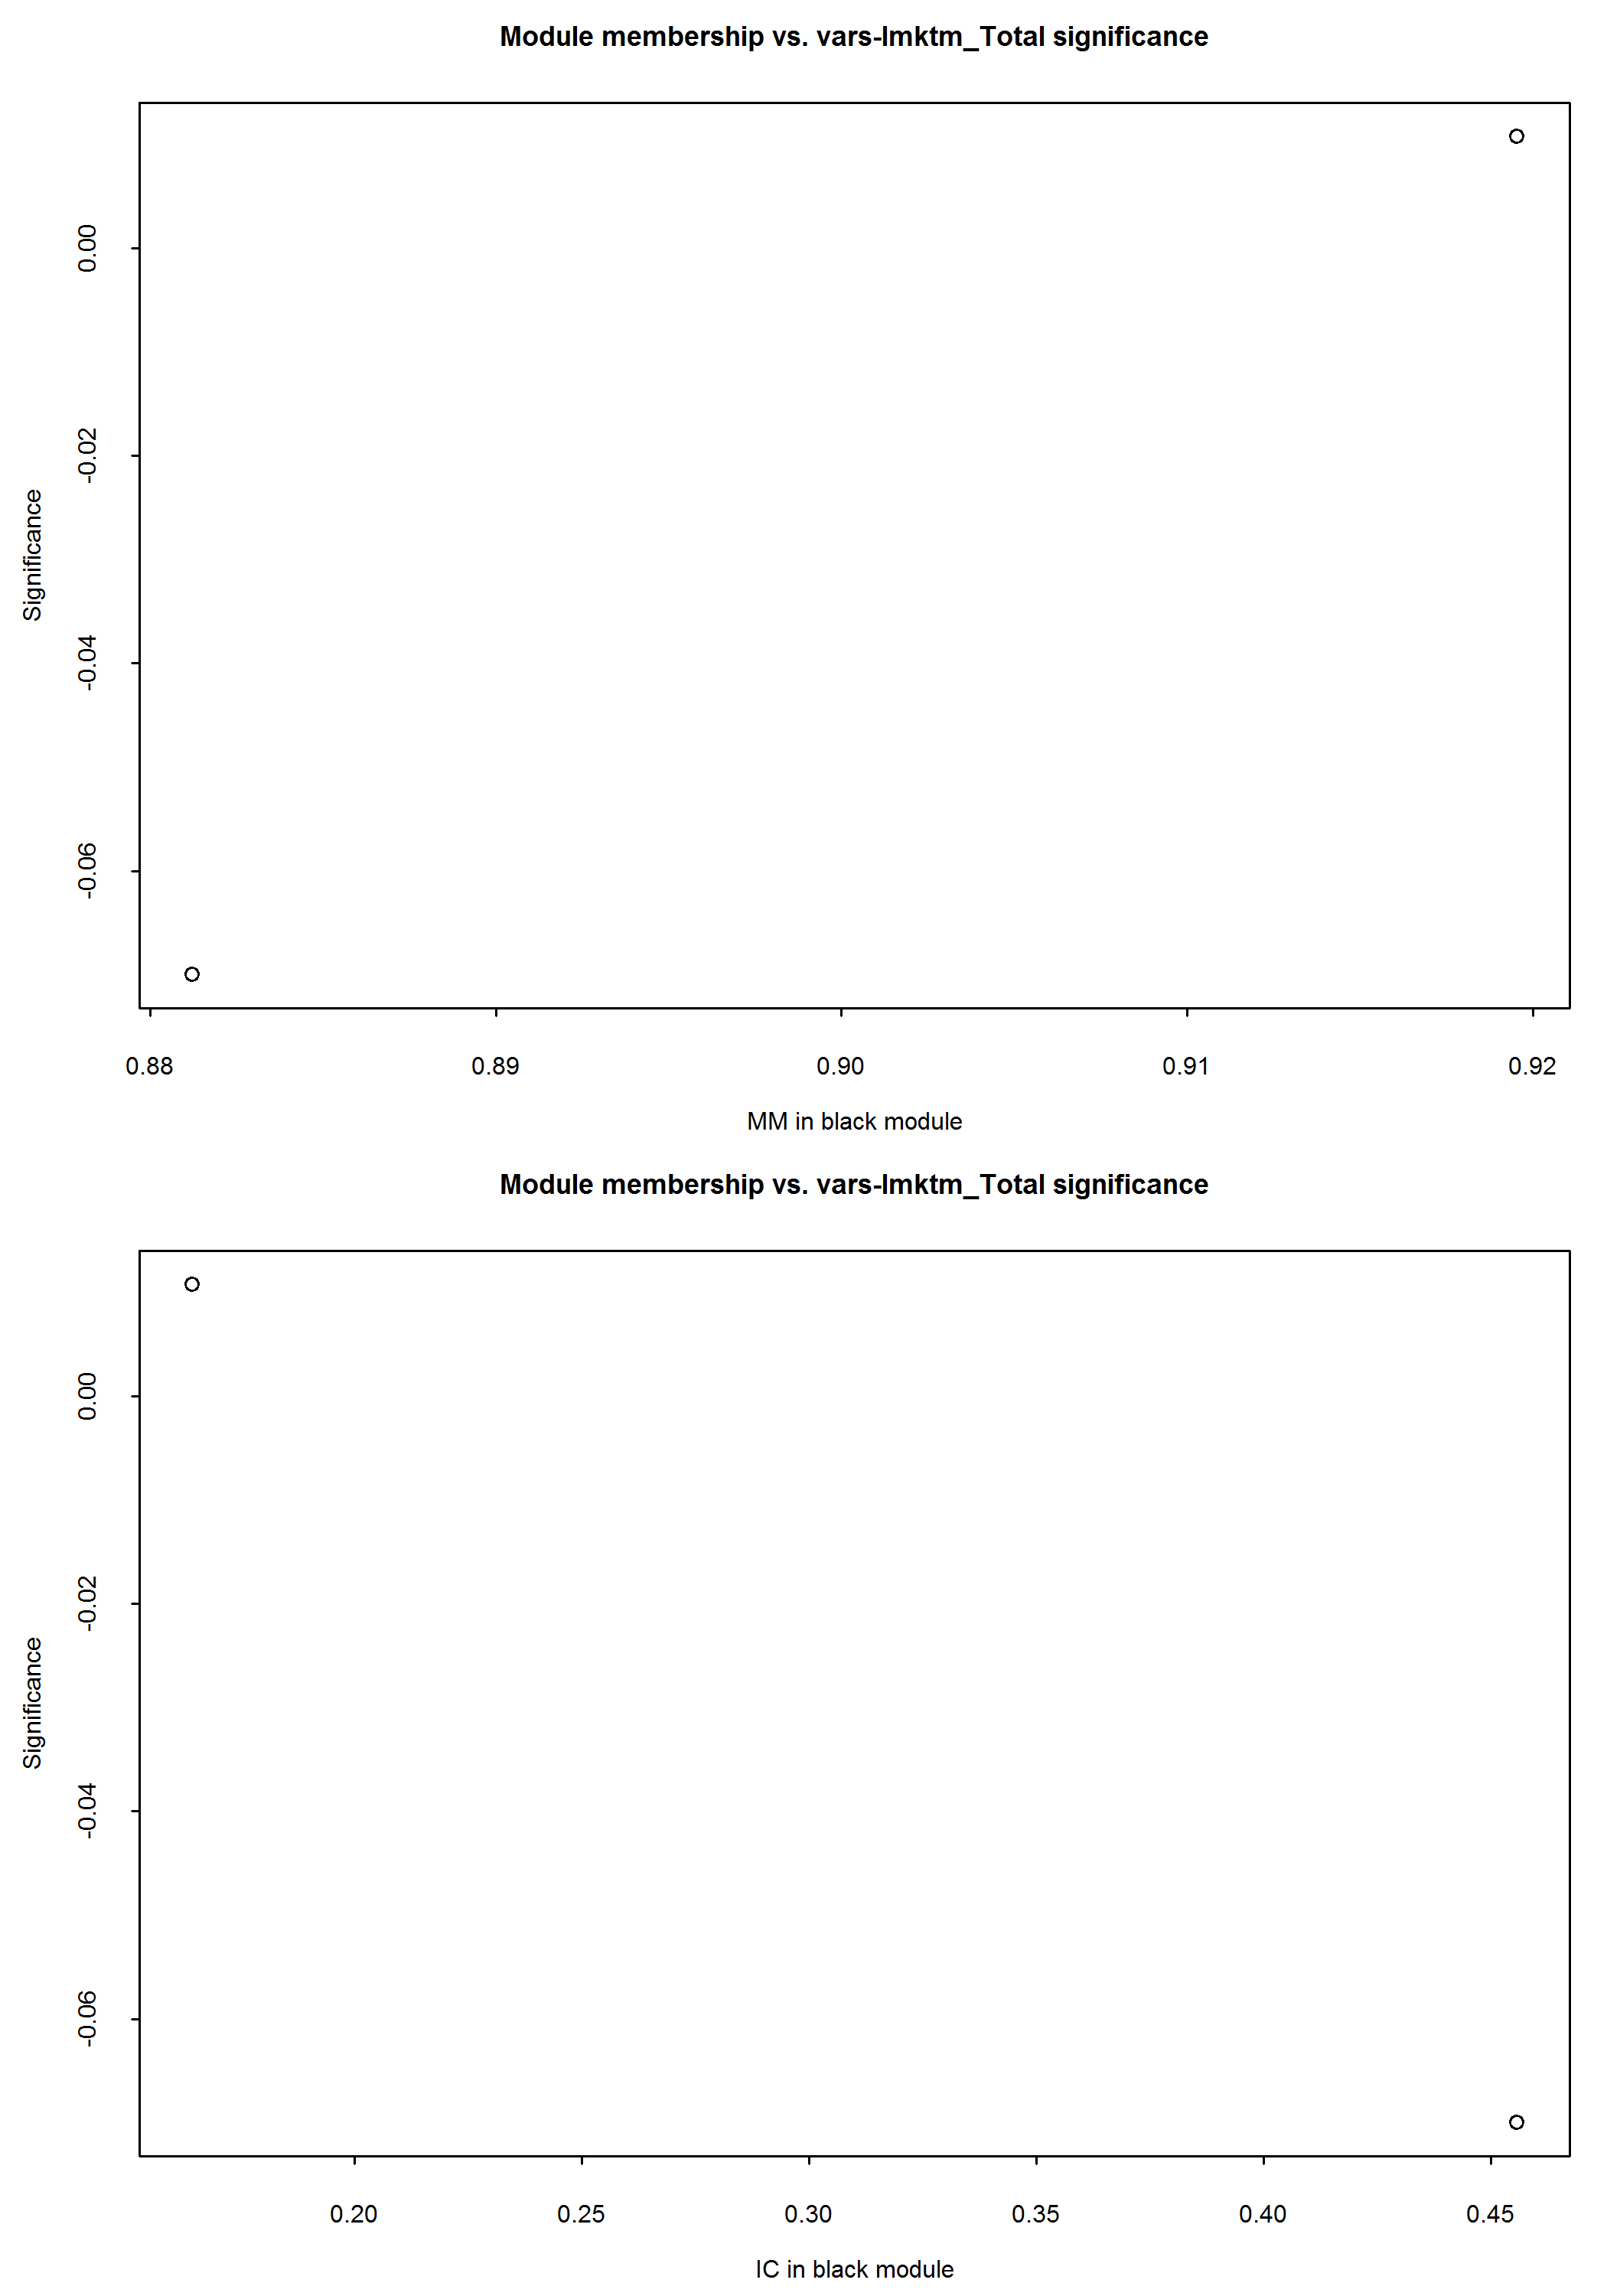 Module membership vs. vars-lmktm_Total significance
0.00
-0.02
-0.04
-0.06
Significance
0.88 0.89 0.90 0.91 0.92
MM in black module
Module membership vs. vars-lmktm_Total significance
0.00
-0.02
-0.04
-0.06
Significance
0.20 0.25 0.30 0.35 0.40 0.45
IC in black module